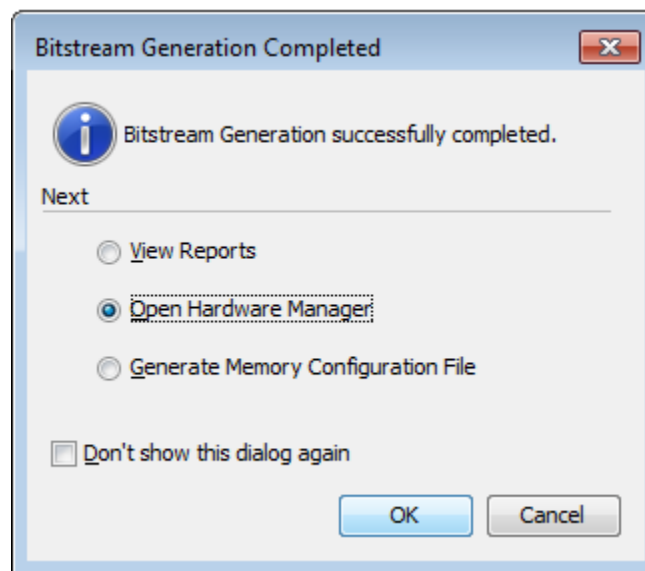 Bitstream Generation Completed
Bitstream Generation successfully completed.
Next
View Reports
Open Hardware Manager
Generate Memory Configuration File
Don't show this dialog again
OK
Cancel